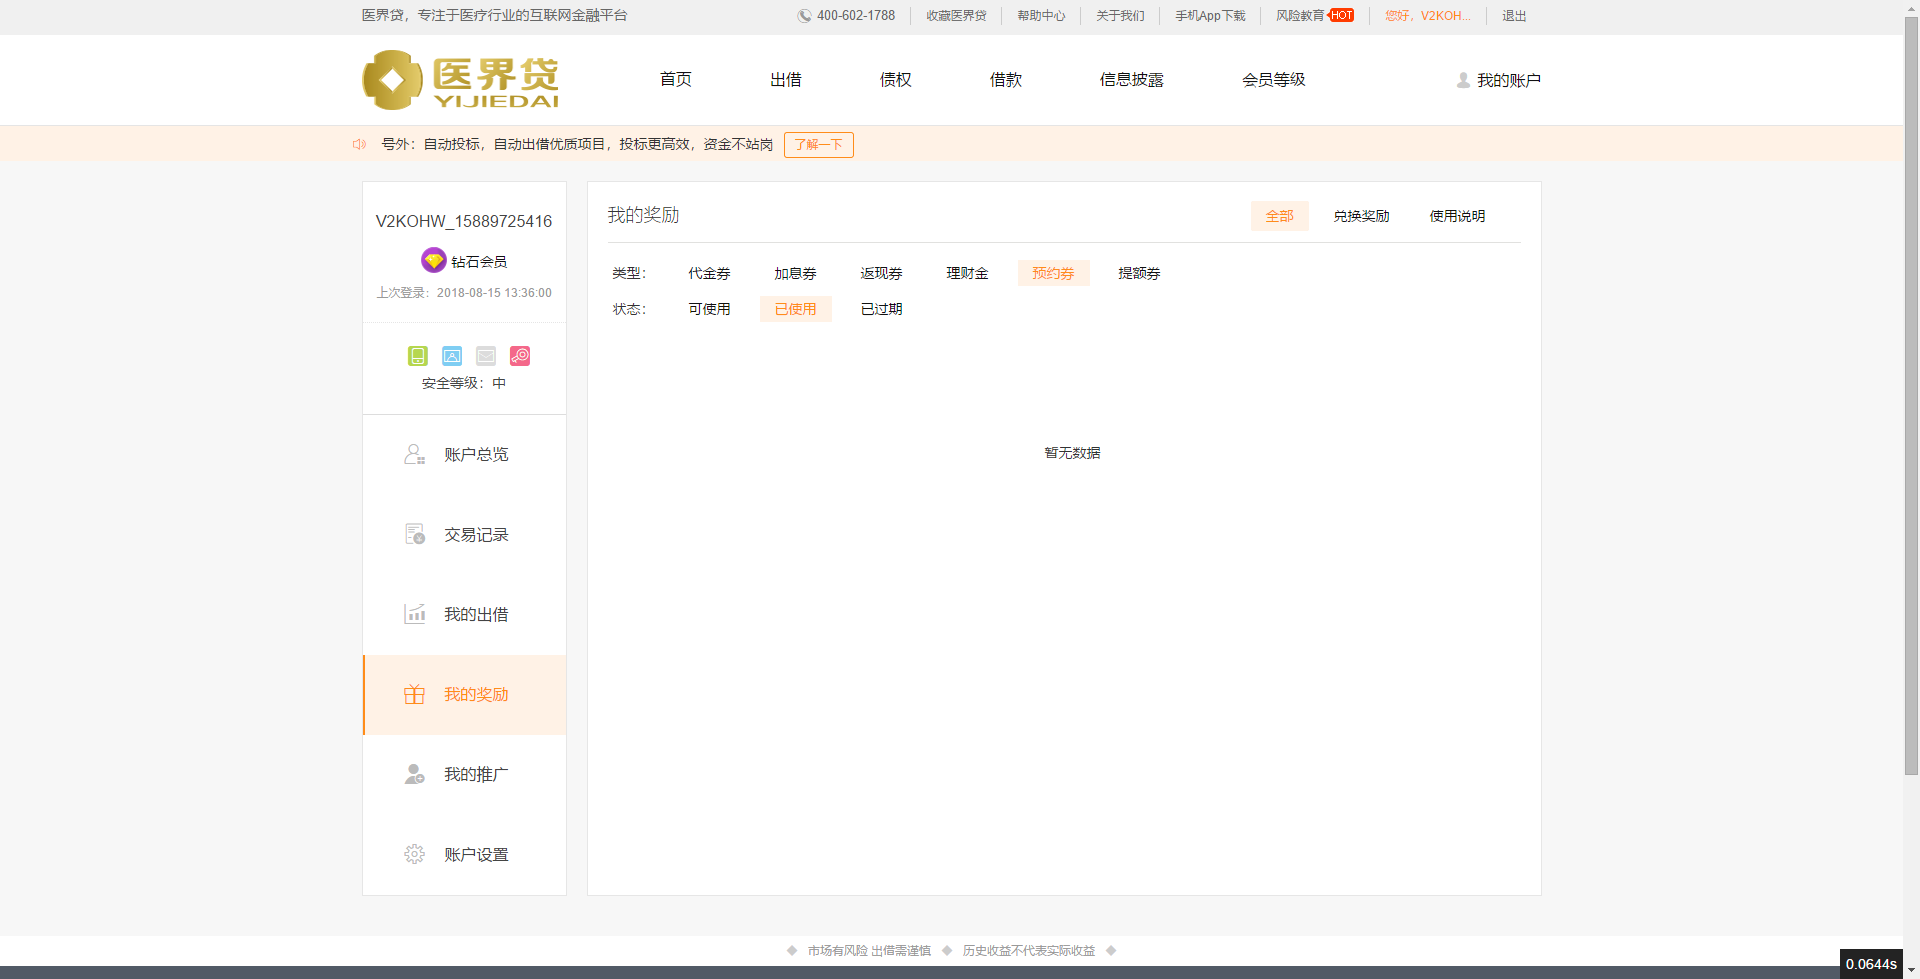 医界贷，专注于医疗行业的互联网金融平台 400-602-1788 收藏医界贷 帮助中心 关于我们 手机App下载 风险教育 HOT 您好，V2KOH... 退出
医界贷
YIJIEDAI
首页 出借 债权 借款 信息披露 会员等级 我的账户
号外：自动投标，自动出借优质项目，投标更高效，资金不站岗 了解一下
V2KOHW_15889725416
钻石会员
上次登录：2018-08-15 13:36:00
安全等级：中
账户总览
交易记录
我的出借
我的奖励
我的推广
账户设置
我的奖励 全部 兑换奖励 使用说明
类型： 代金券 加息券 返现券 理财金 预约券 提额券
状态： 可使用 已使用 已过期
暂无数据
市场有风险 出借需谨慎 历史收益不代表实际收益
0.0644s